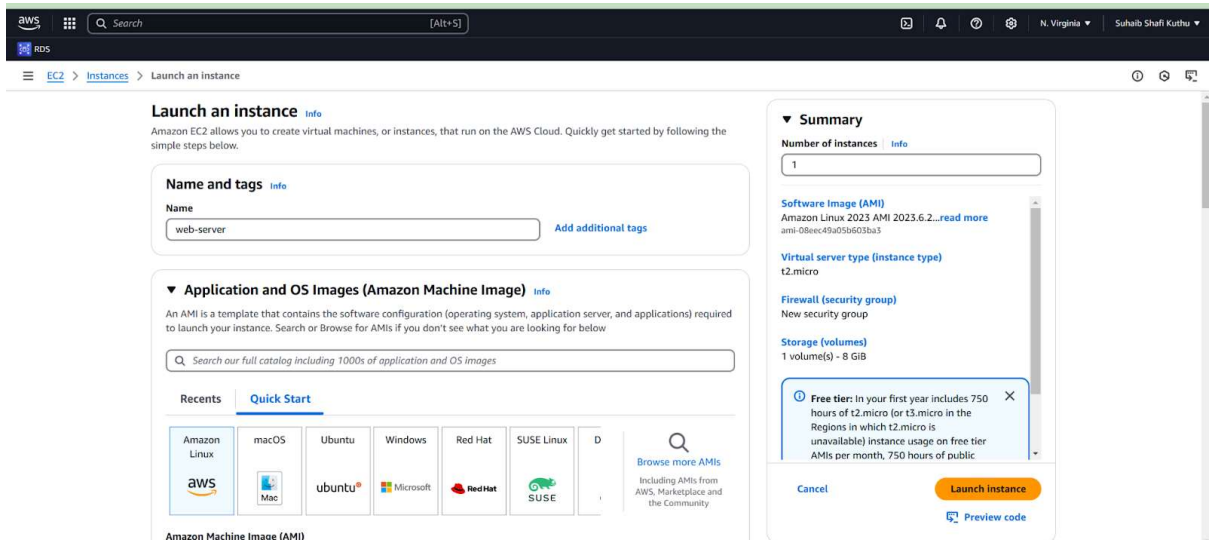 aws
Search
[Alt+S]
N. Virginia ▼
Suhaib Shafi Kuthu ▼
RDS
EC2 > Instances > Launch an instance
Launch an instance Info
Amazon EC2 allows you to create virtual machines, or instances, that run on the AWS Cloud. Quickly get started by following the
simple steps below.
Name and tags Info
Name
web-server
Add additional tags
▼ Application and OS Images (Amazon Machine Image) Info
An AMI is a template that contains the software configuration (operating system, application server, and applications) required
to launch your instance. Search or Browse for AMIs if you don't see what you are looking for
below
Search our full catalog including 1000s of application and OS images
Recents
Quick Start
Amazon
Linux
aws
macOS
Mac
Ubuntu
ubuntu
Windows
Microsoft
Red Hat
Red Hat
SUSE Linux
SUSE
D
Browse more AMIs
Including AMIs from
AWS, Marketplace and
the Community
Amazon Machine Image (AMI)
▼ Summary
Number of instances | Info
1
Software Image (AMI)
Amazon Linux 2023 AMI 2023.6.2...read more
ami-08eec49a05b603ba3
Virtual server type (instance type)
t2.micro
Firewall (security group)
New security group
Storage (volumes)
1 volume(s) - 8 GiB
Free tier: In your first year includes 750
hours of t2.micro (or t3.micro in the
Regions in which t2.micro is
unavailable) instance usage on free tier
AMIs per month, 750 hours of public
Cancel
Launch instance
Preview code